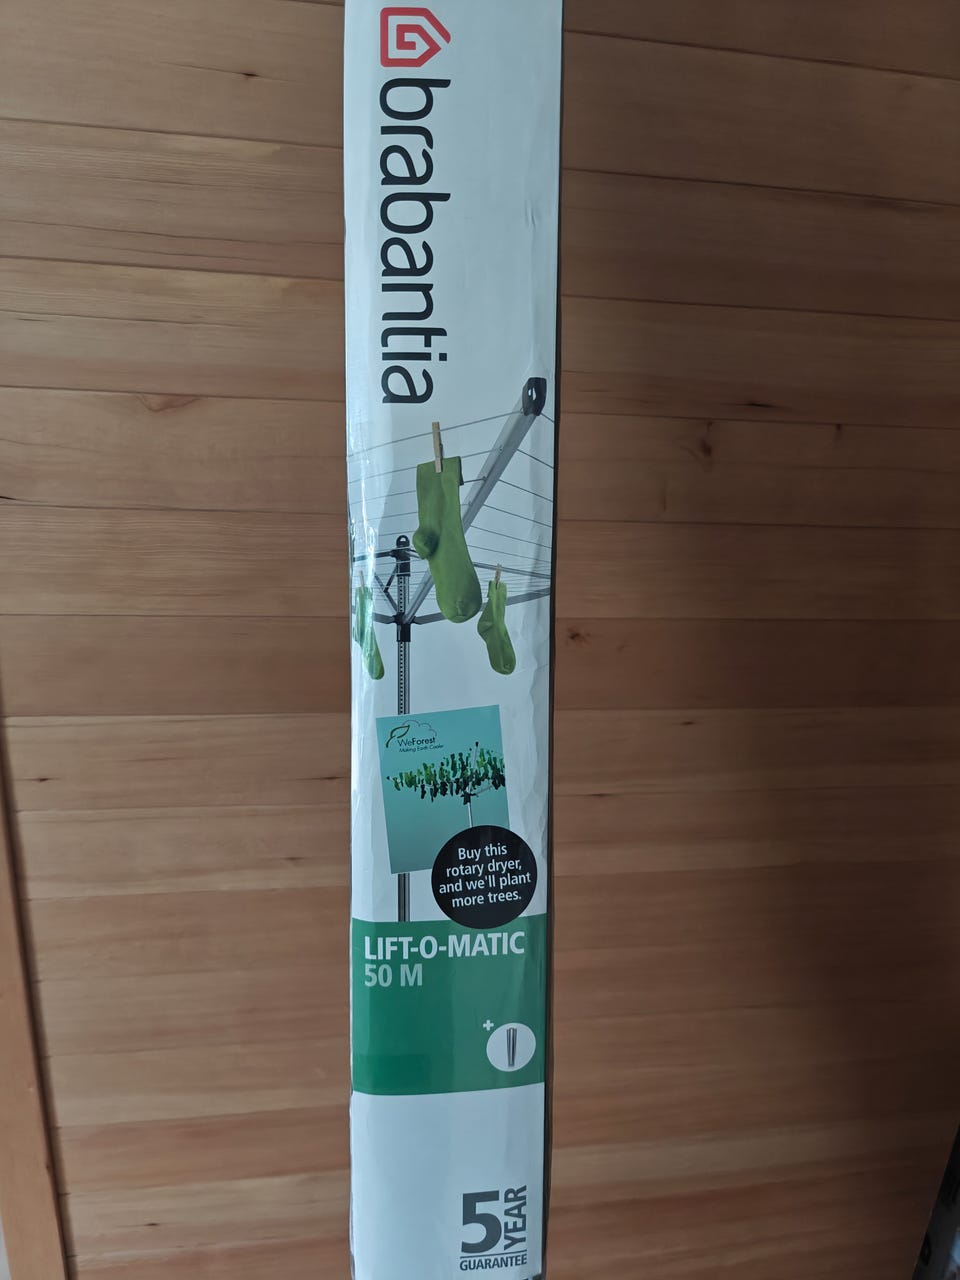 brabantia
WeForest
Making Earth Cooler
Buy this
rotary dryer,
and we'll plant
more trees.
LIFT-O-MATIC
50 M
+
5 YEAR
GUARANTEE